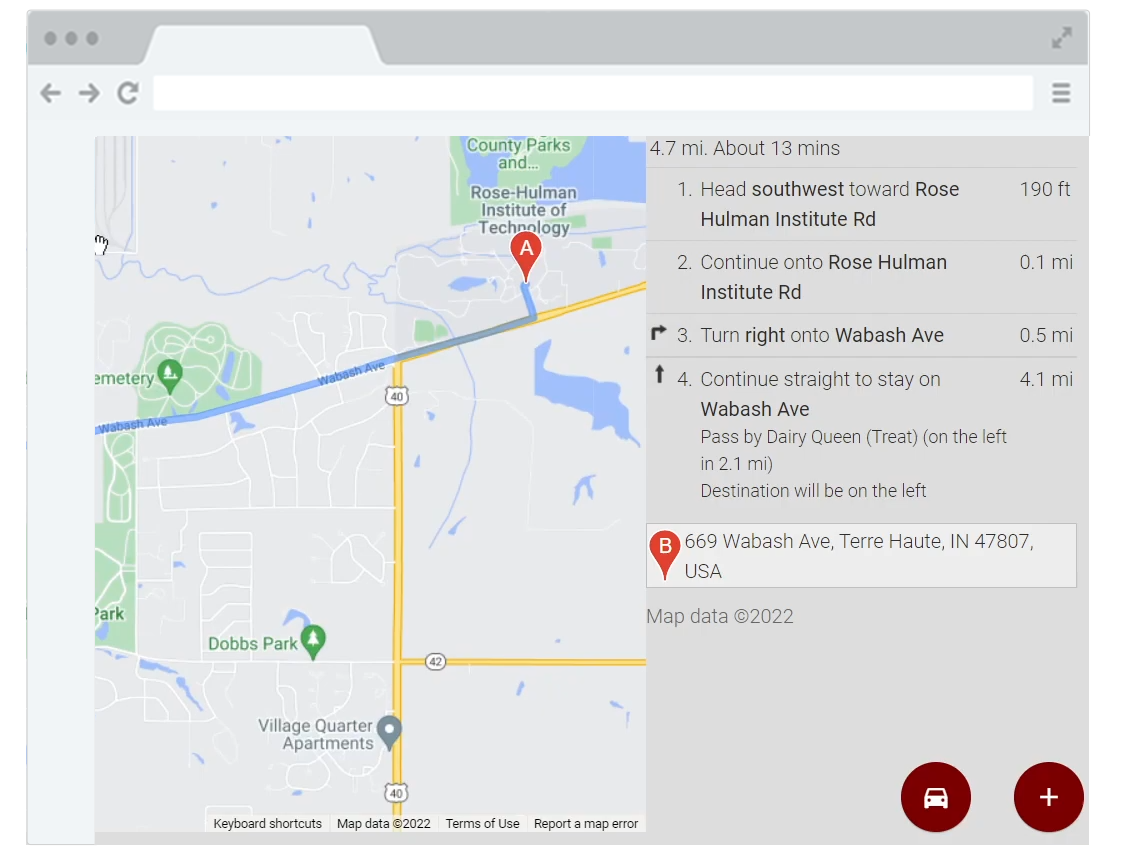 County Parks
and...
Rose-Hulman
Institute of
Technology
A
emetery
Wabash Ave
Wabash Ave
40
Park
Dobbs Park
42
Village Quarter
Apartments
40
Keyboard shortcuts
Map data ©2022
Terms of Use
Report a map error
4.7 mi. About 13 mins
1. Head southwest toward Rose 190 ft
Hulman Institute Rd
2. Continue onto Rose Hulman 0.1 mi
Institute Rd
3. Turn right onto Wabash Ave 0.5 mi
4. Continue straight to stay on 4.1 mi
Wabash Ave
Pass by Dairy Queen (Treat) (on the left
in 2.1 mi)
Destination will be on the left
B
669 Wabash Ave, Terre Haute, IN 47807,
USA
Map data ©2022